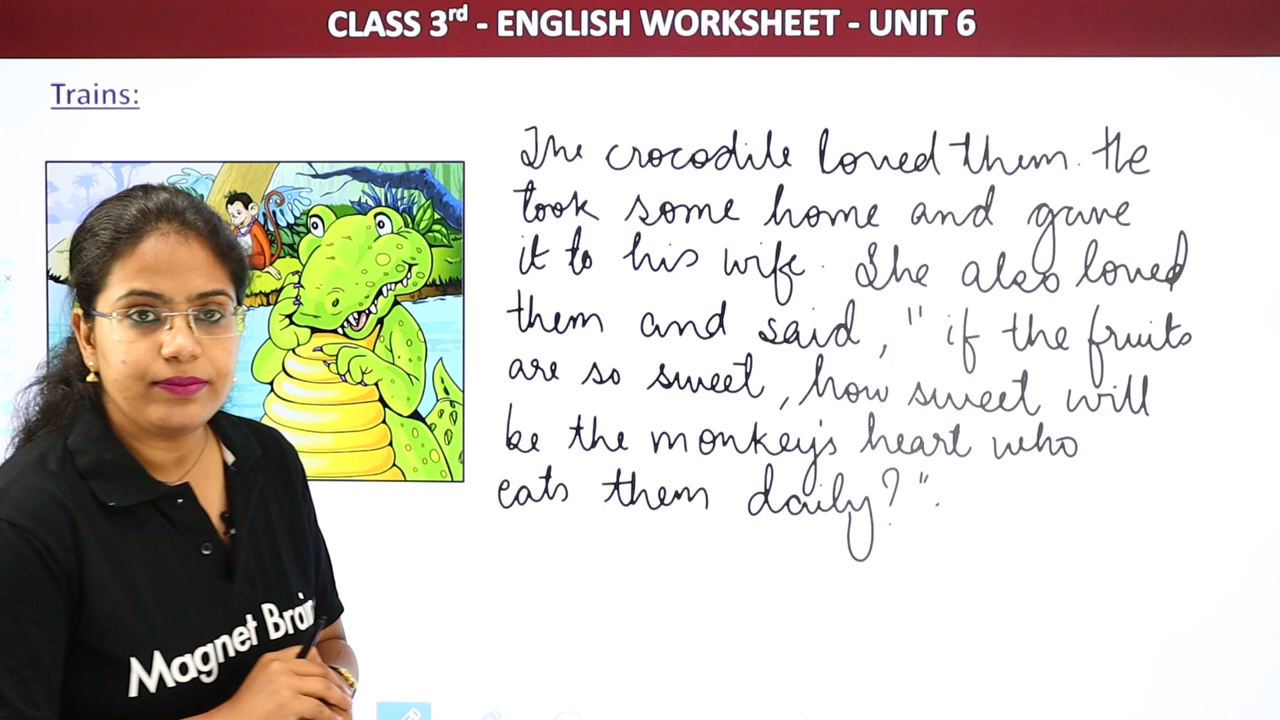 CLASS 3rd - ENGLISH WORKSHEET - UNIT 6
Trains:
The crocodile loved them. He
took some home and gave
it to his wife. She also loved
them and said, " if the fruits
are so sweet, how sweet will
be the monkey's heart who
eats them daily?".
Magnet Brain